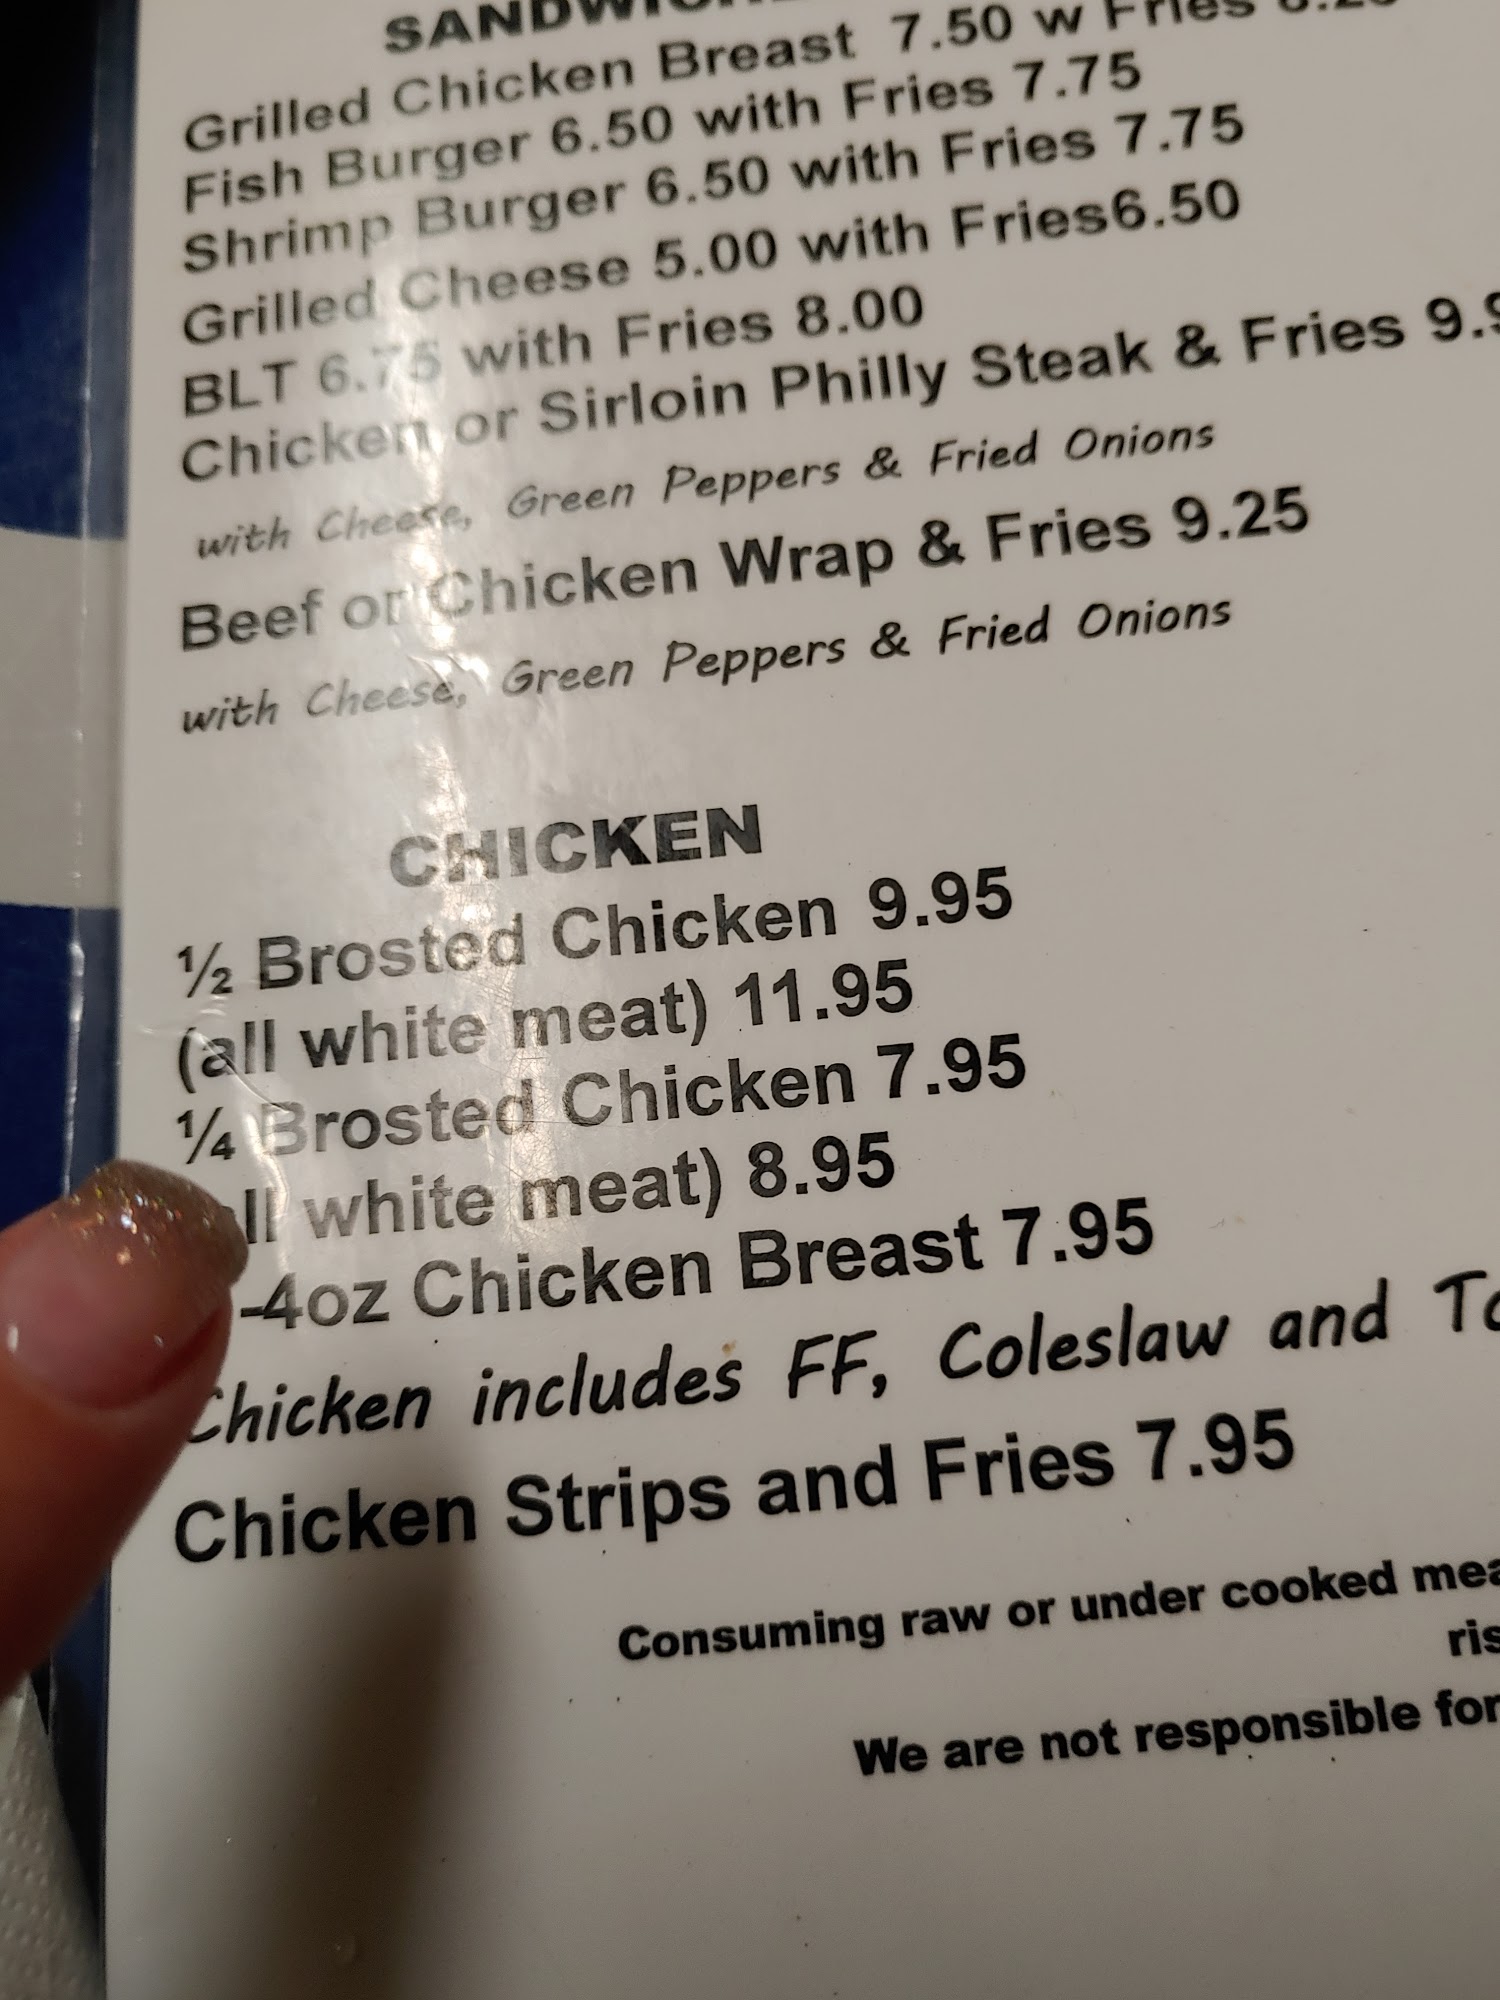 Grilled Chicken Breast 7.50 w Fries
Fish Burger 6.50 with Fries 7.75
Shrimp Burger 6.50 with Fries 7.75
Grilled Cheese 5.00 with Fries6.50
BLT 6.75 with Fries 8.00
Chicken or Sirloin Philly Steak & Fries
with Cheese, Green Peppers & Fried Onions
Beef or Chicken Wrap & Fries 9.25
with Cheese, Green Peppers & Fried Onions
CHICKEN
½ Brosted Chicken 9.95
(all white meat) 11.95
¼ Brosted Chicken 7.95
all white meat) 8.95
-4oz Chicken Breast 7.95
Chicken includes FF, Coleslaw and
Chicken Strips and Fries 7.95
Consuming raw or under cooked
We are not responsible for